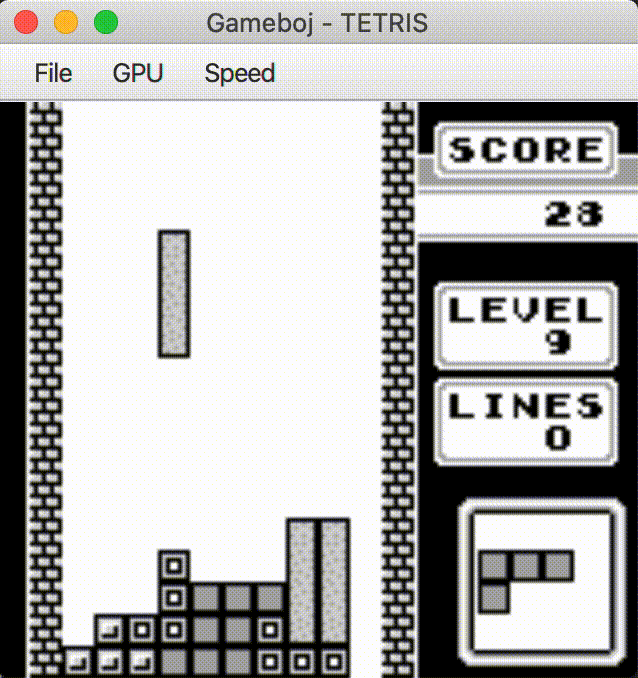 Gameboj - TETRIS
File GPU Speed
SCORE
28
LEVEL
9
LINES
0